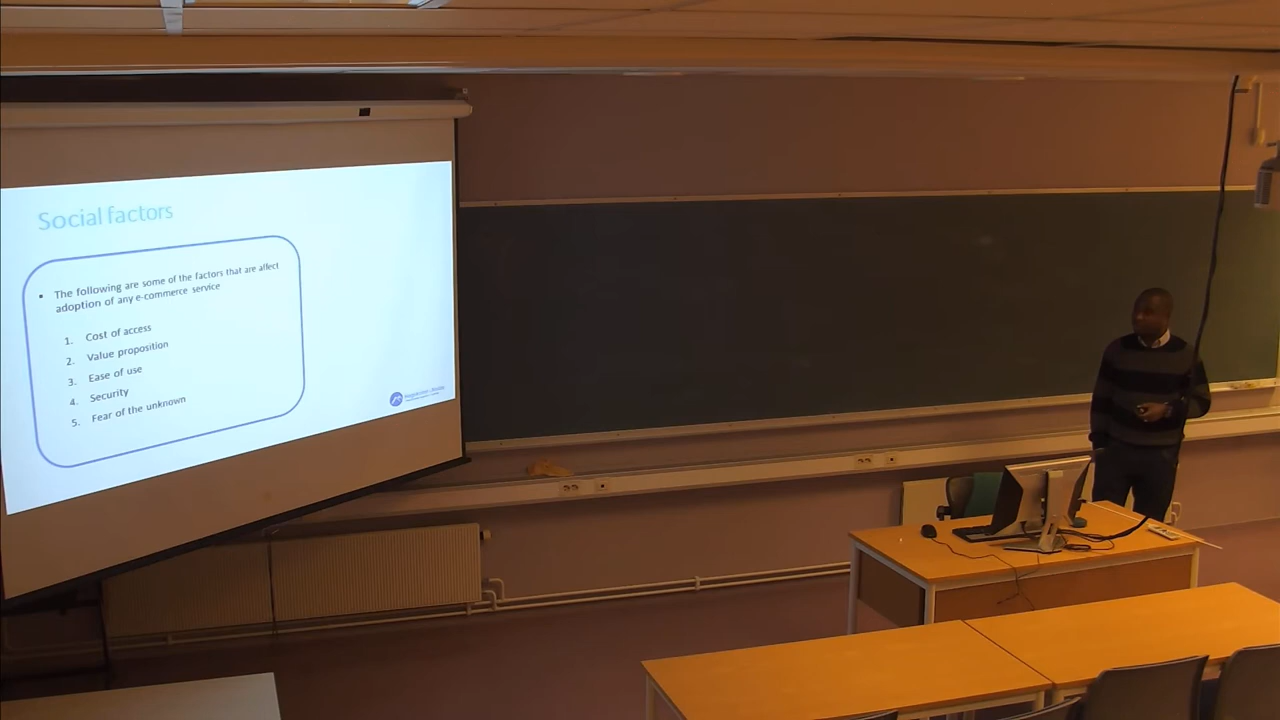 Social factors
▪ The following are some of the factors that are affect
adoption of any e-commerce service
1. Cost of access
2. Value proposition
3. Ease of use
4. Security
5. Fear of the unknown